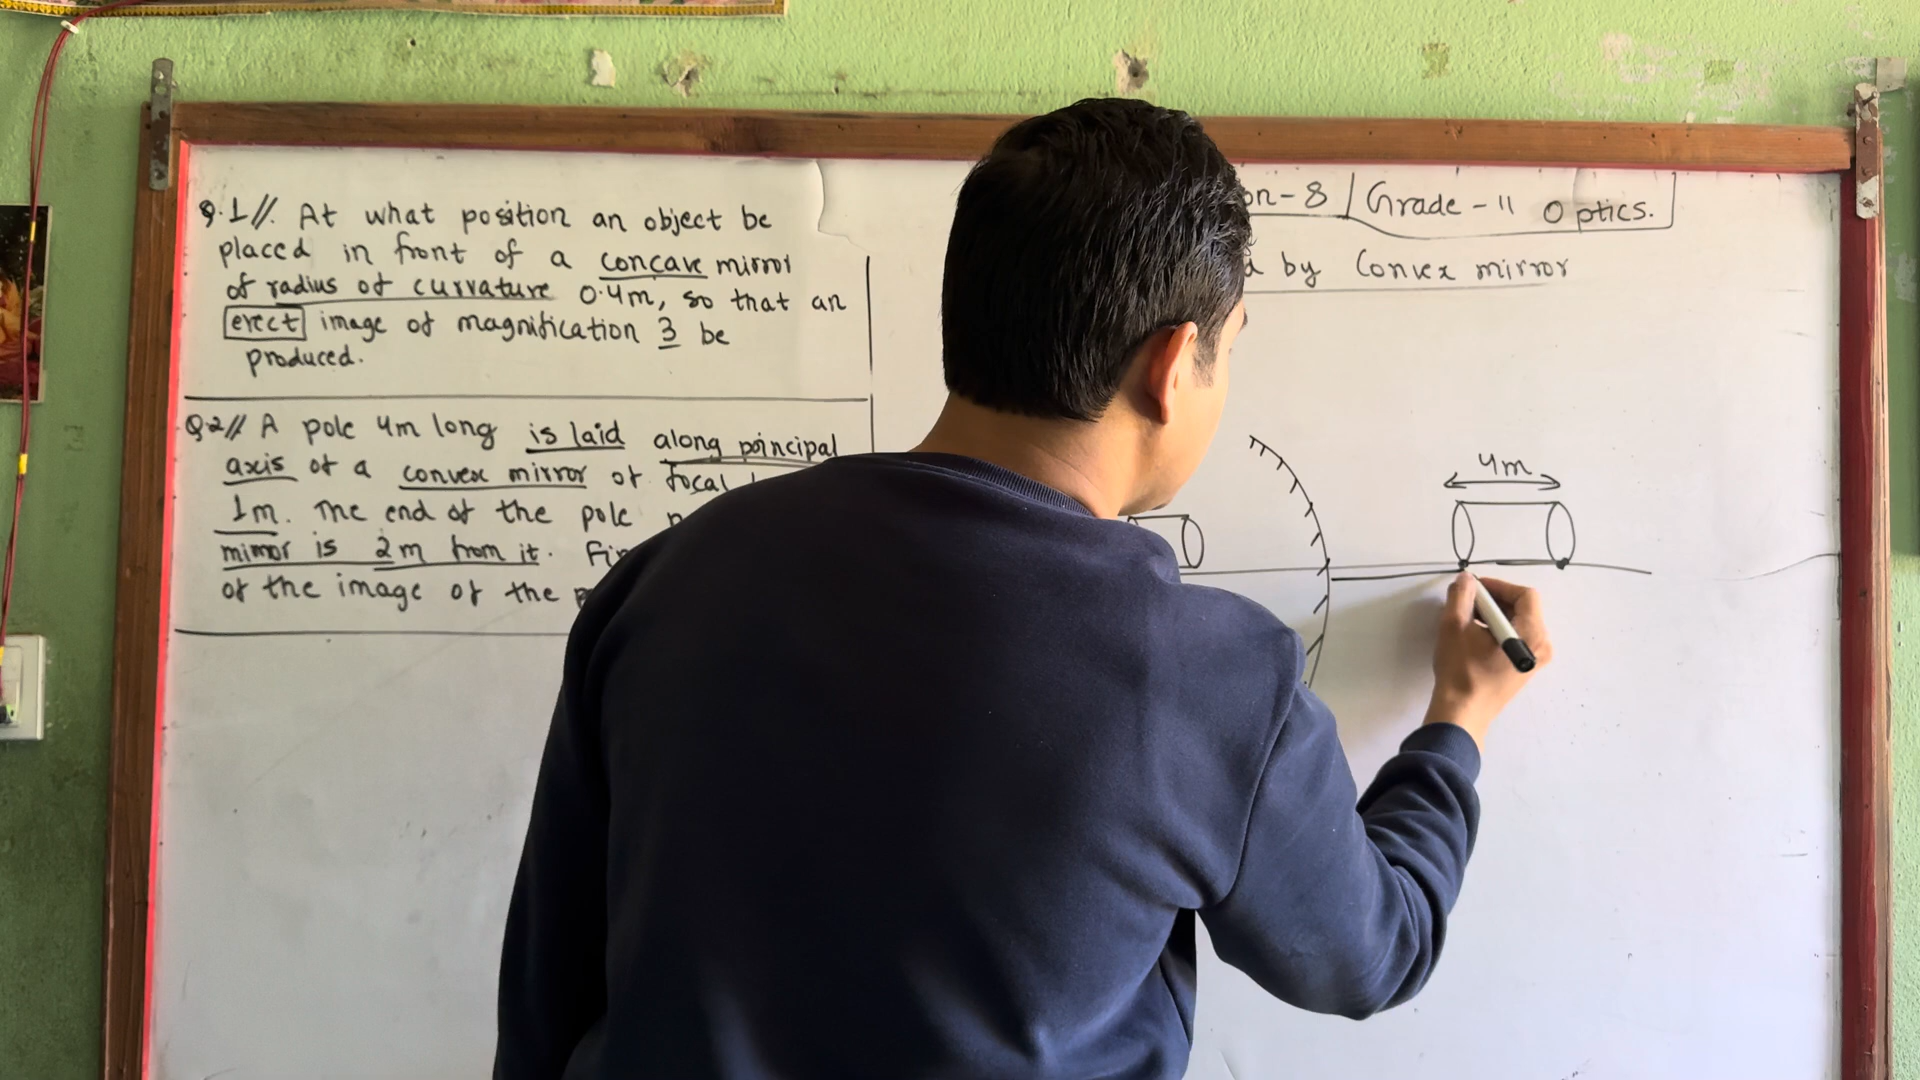 Q.1//. At what position an object be
placed in front of a concave mirror
of radius of curvature 0.4m, so that an
erect image of magnification 3 be
produced.
Q.2// A pole 4m long is laid along principal
axis of a convex mirror of focal
1m. The end of the pole
mirror is 2m from it.
of the image of the
on-8 Grade-11 Optics.
by Convex mirror
4m